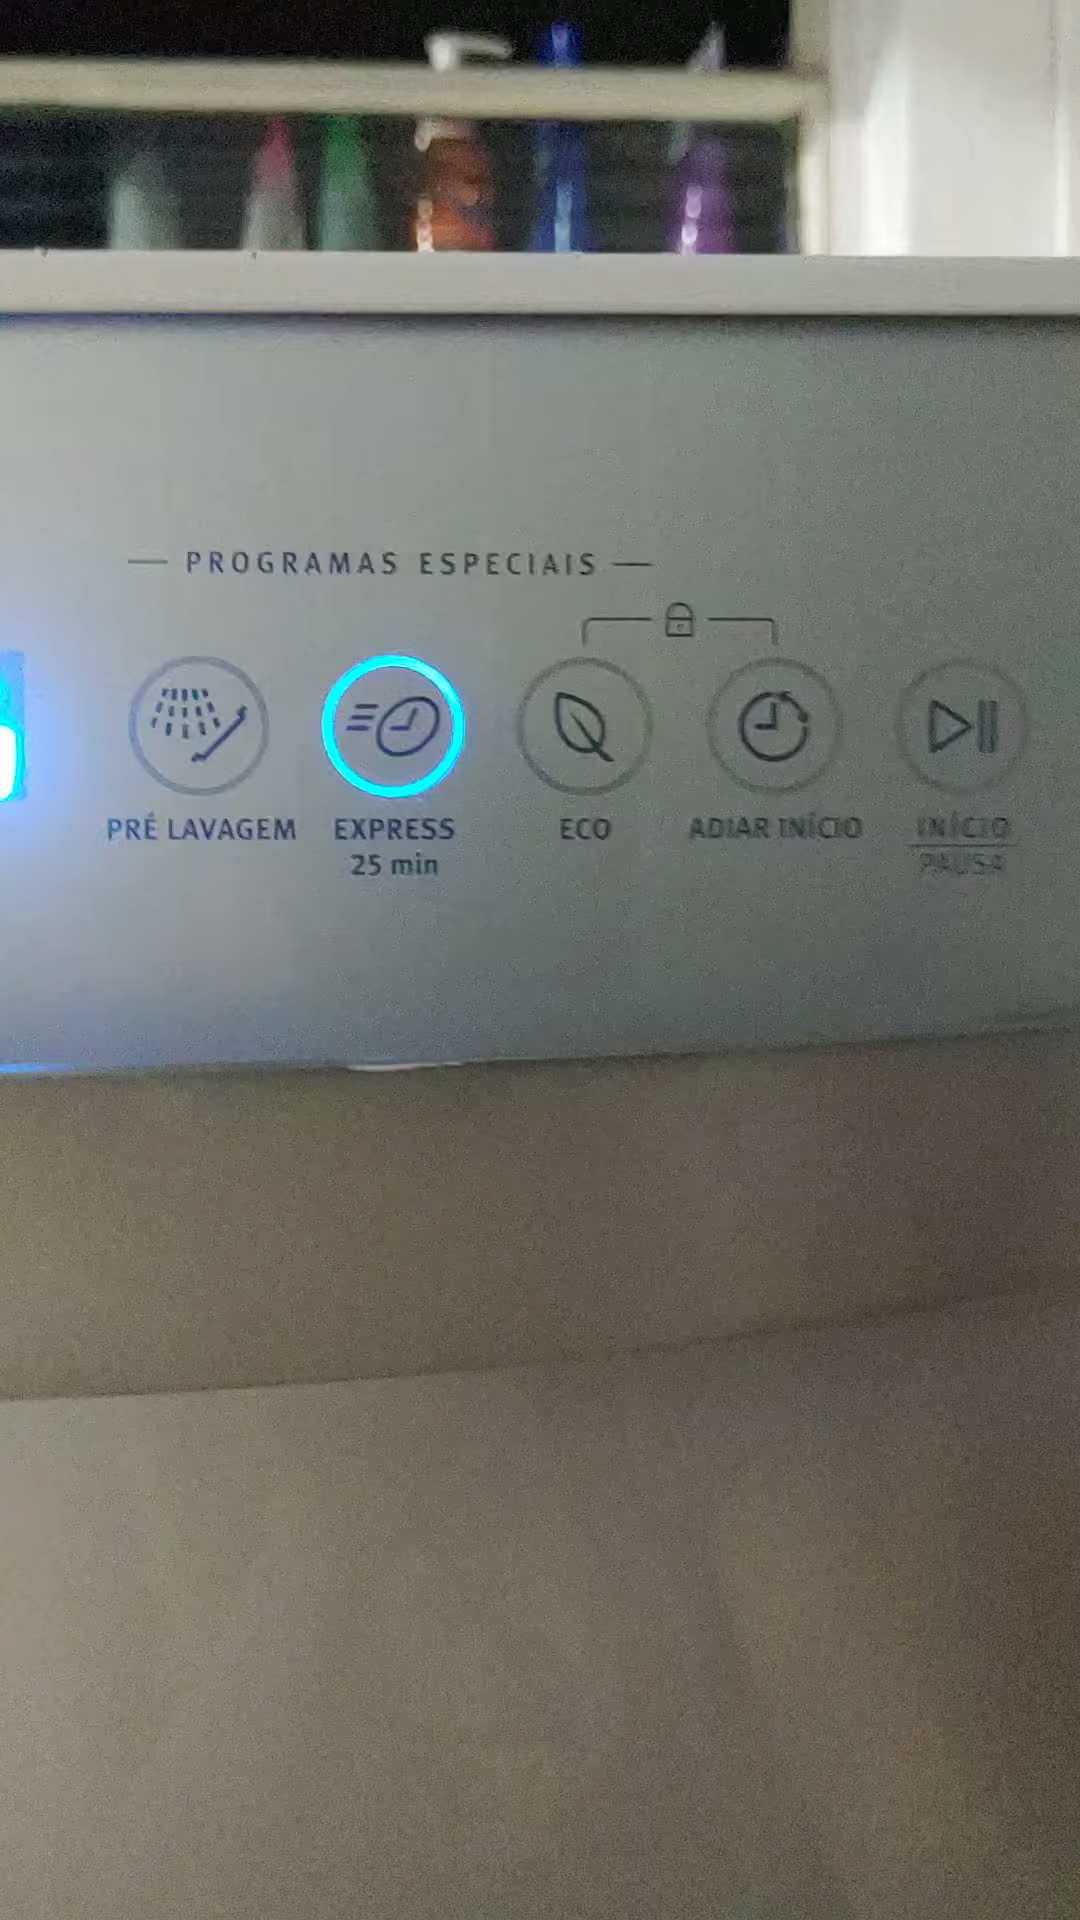 PROGRAMAS ESPECIAIS
PRÉ LAVAGEM
EXPRESS
25 min
ECO
ADIAR INÍCIO
INÍCIO
PAUSA